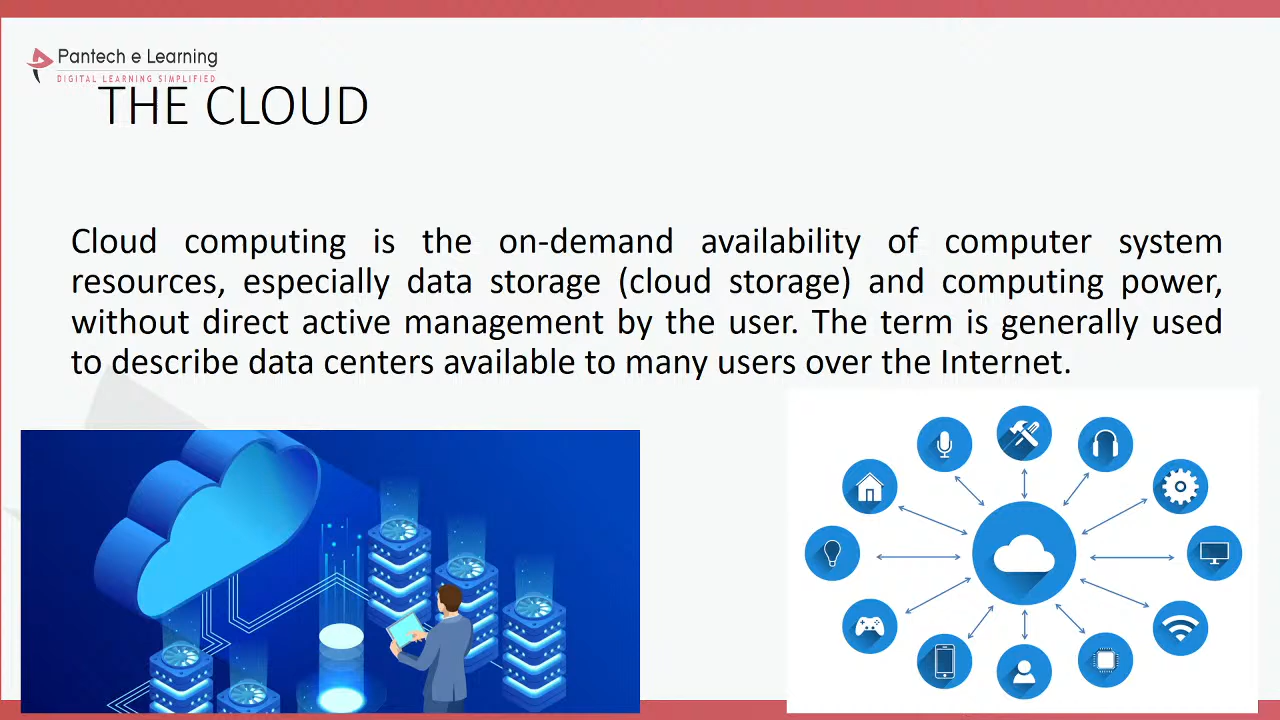 Pantech e Learning
DIGITAL LEARNING SIMPLIFIED
THE CLOUD
Cloud computing is the on-demand availability of computer system
resources, especially data storage (cloud storage) and computing power,
without direct active management by the user. The term is generally used
to describe data centers available to many users over the Internet.